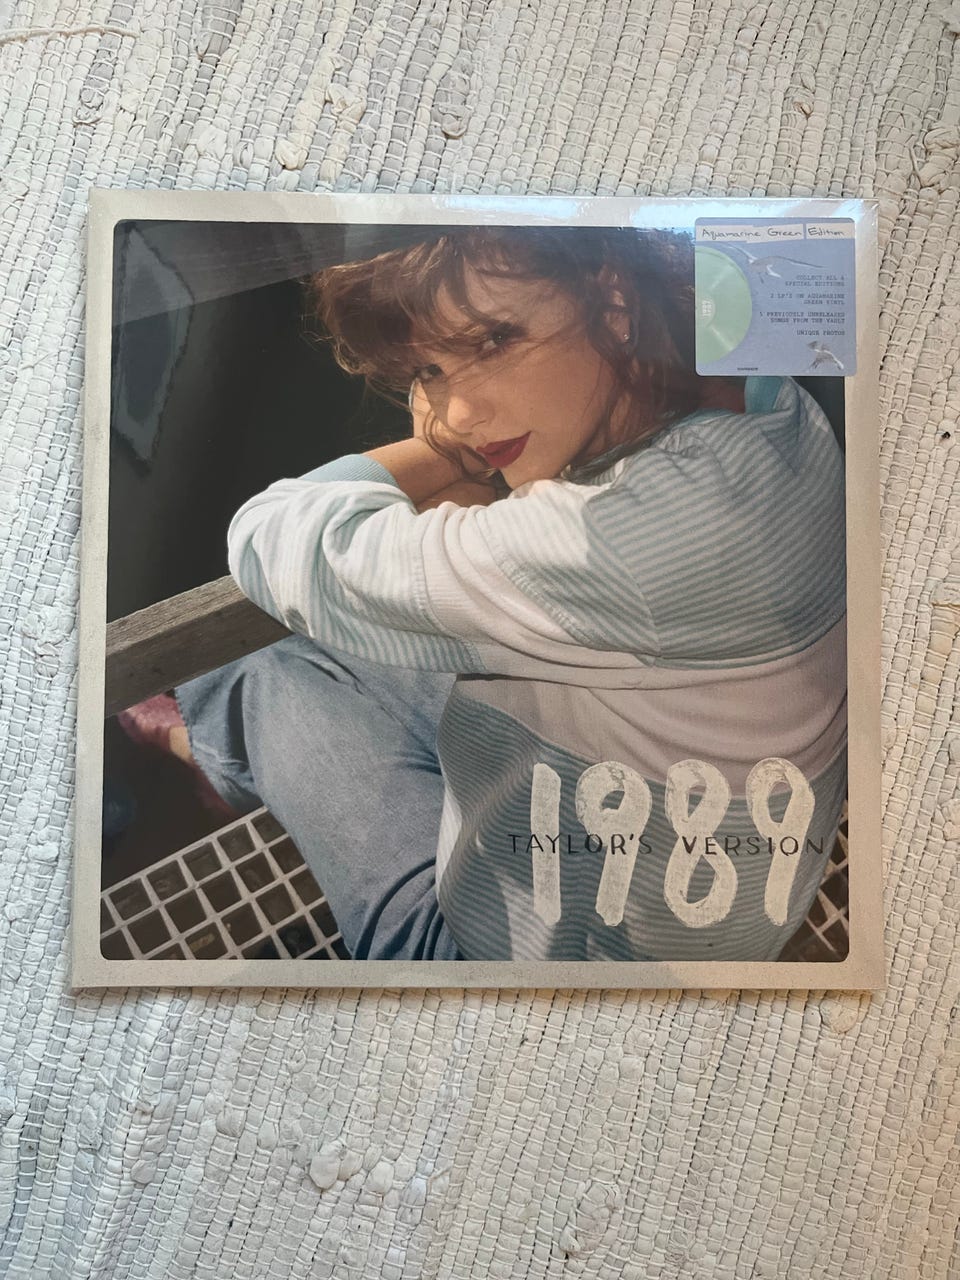 Aquamarine Green Edition
COLLECT ALL
SPECIAL EDITIONS
2 LP'S ON AQUAMARINE
GREEN VINYL
5 PREVIOUSLY UNRELEASED
SONGS FROM THE VAULT
UNIQUE PHOTOS
1989
TAYLOR'S VERSION